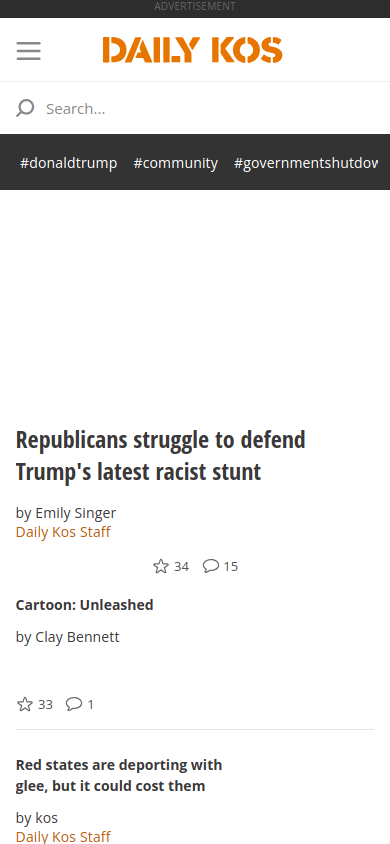 ADVERTISEMENT
DAILY KOS
Search...
#donaldtrump #community #governmentshutdow
Republicans struggle to defend
Trump's latest racist stunt
by Emily Singer
Daily Kos Staff
34 15
Cartoon: Unleashed
by Clay Bennett
33 1
Red states are deporting with
glee, but it could cost them
by kos
Daily Kos Staff